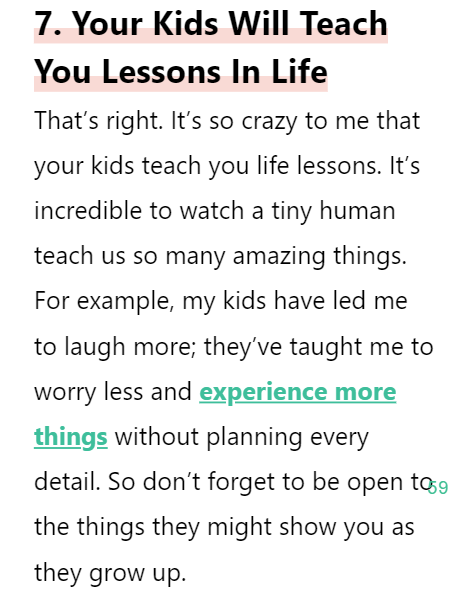 7. Your Kids Will Teach
You Lessons In Life
That’s right. It’s so crazy to me that
your kids teach you life lessons. It’s
incredible to watch a tiny human
teach us so many amazing things.
For example, my kids have led me
to laugh more; they’ve taught me to
worry less and experience more
things without planning every
detail. So don’t forget to be open to
59
the things they might show you as
they grow up.